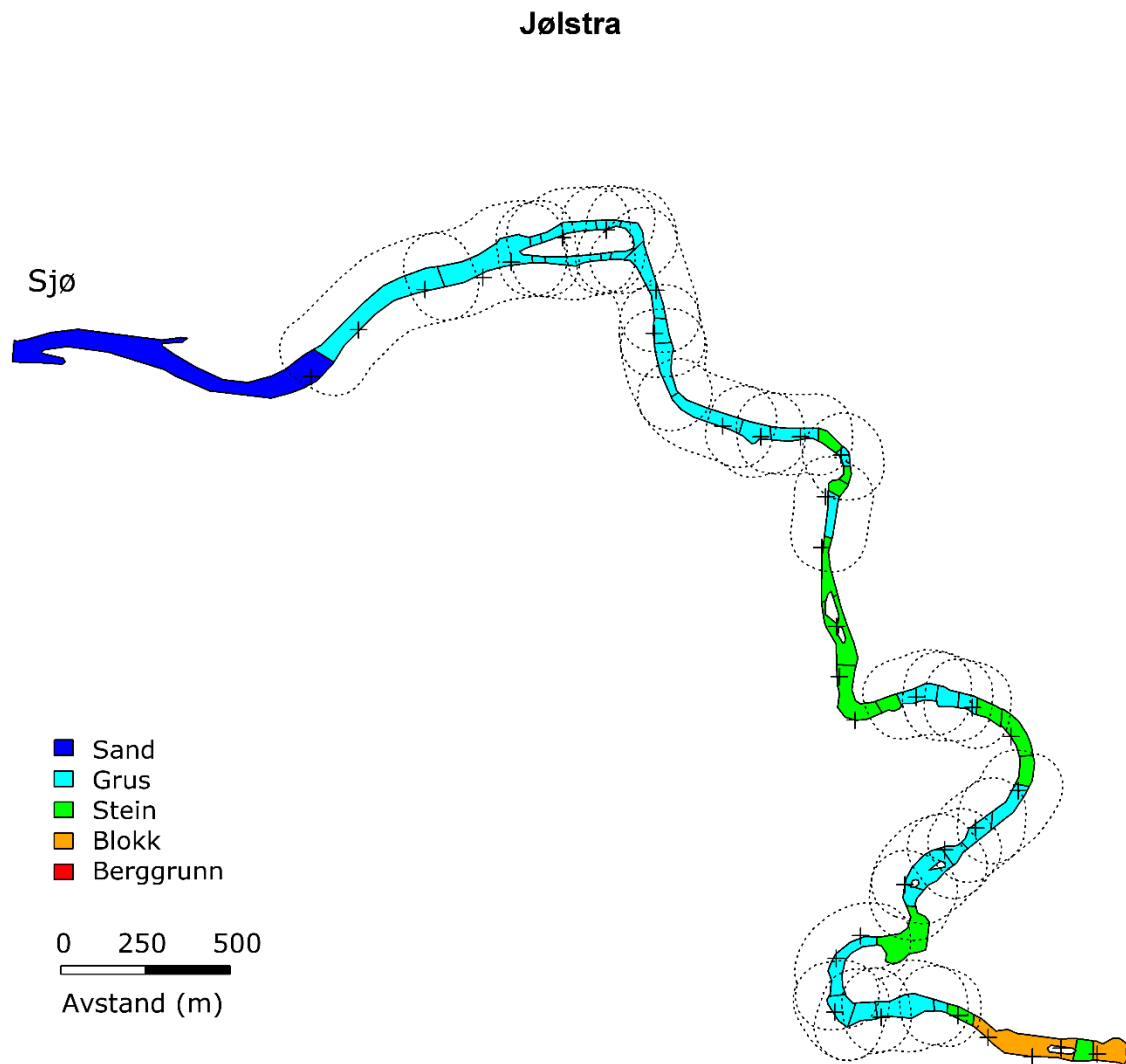 Jølstra
Sjø
Sand
Grus
Stein
Blokk
Berggrunn
0 250 500
Avstand (m)